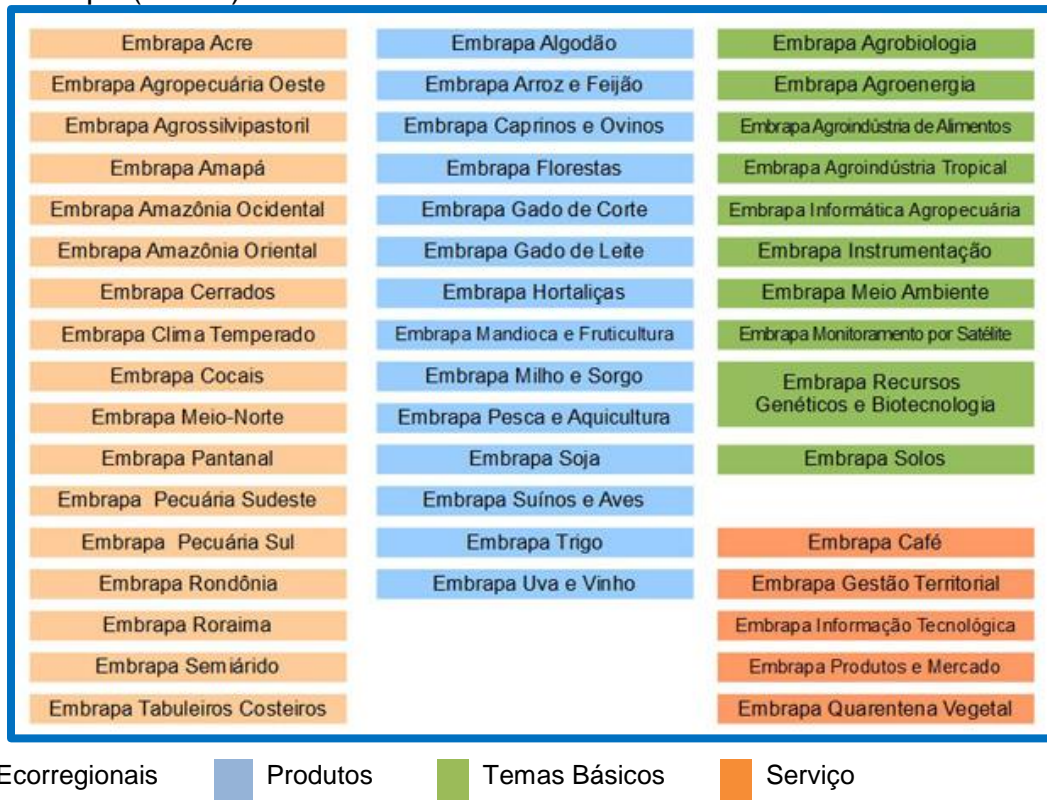 Embrapa Acre
Embrapa Agropecuária Oeste
Embrapa Agrossilvipastoril
Embrapa Amapá
Embrapa Amazônia Ocidental
Embrapa Amazônia Oriental
Embrapa Cerrados
Embrapa Clima Temperado
Embrapa Cocais
Embrapa Meio-Norte
Embrapa Pantanal
Embrapa Pecuária Sudeste
Embrapa Pecuária Sul
Embrapa Rondônia
Embrapa Roraima
Embrapa Semiárido
Embrapa Tabuleiros Costeiros
Embrapa Algodão
Embrapa Arroz e Feijão
Embrapa Caprinos e Ovinos
Embrapa Florestas
Embrapa Gado de Corte
Embrapa Gado de Leite
Embrapa Hortaliças
Embrapa Mandioca e Fruticultura
Embrapa Milho e Sorgo
Embrapa Pesca e Aquicultura
Embrapa Soja
Embrapa Suínos e Aves
Embrapa Trigo
Embrapa Uva e Vinho
Embrapa Agrobiologia
Embrapa Agroenergia
Embrapa Agroindústria de Alimentos
Embrapa Agroindústria Tropical
Embrapa Informática Agropecuária
Embrapa Instrumentação
Embrapa Meio Ambiente
Embrapa Monitoramento por Satélite
Embrapa Recursos
Genéticos e Biotecnologia
Embrapa Solos
Embrapa Café
Embrapa Gestão Territorial
Embrapa Informação Tecnológica
Embrapa Produtos e Mercado
Embrapa Quarentena Vegetal
Ecorregionais Produtos Temas Básicos Serviço